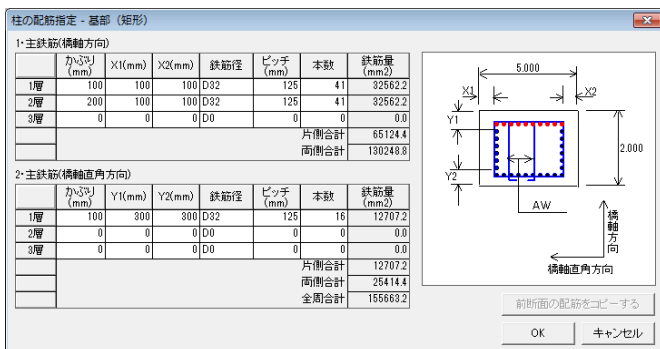 柱の配筋指定 - 基部（矩形）
1・主鉄筋(橋軸方向)
かぶり(mm) X1(mm) X2(mm) 鉄筋径 ピッチ(mm) 本数 鉄筋量(mm2)
1層 100 100 100 D32 125 41 32562.2
2層 200 100 100 D32 125 41 32562.2
3層 0 0 0 D0 0 0 0.0
片側合計 65124.4
両側合計 130248.8
2・主鉄筋(橋軸直角方向)
かぶり(mm) Y1(mm) Y2(mm) 鉄筋径 ピッチ(mm) 本数 鉄筋量(mm2)
1層 100 300 300 D32 125 16 12707.2
2層 0 0 0 D0 0 0 0.0
3層 0 0 0 D0 0 0 0.0
片側合計 12707.2
両側合計 25414.4
全周合計 155663.2
5.000
X1
X2
Y1
2.000
Y2
AW
橋軸方向
橋軸直角方向
前断面の配筋をコピーする
OK キャンセル